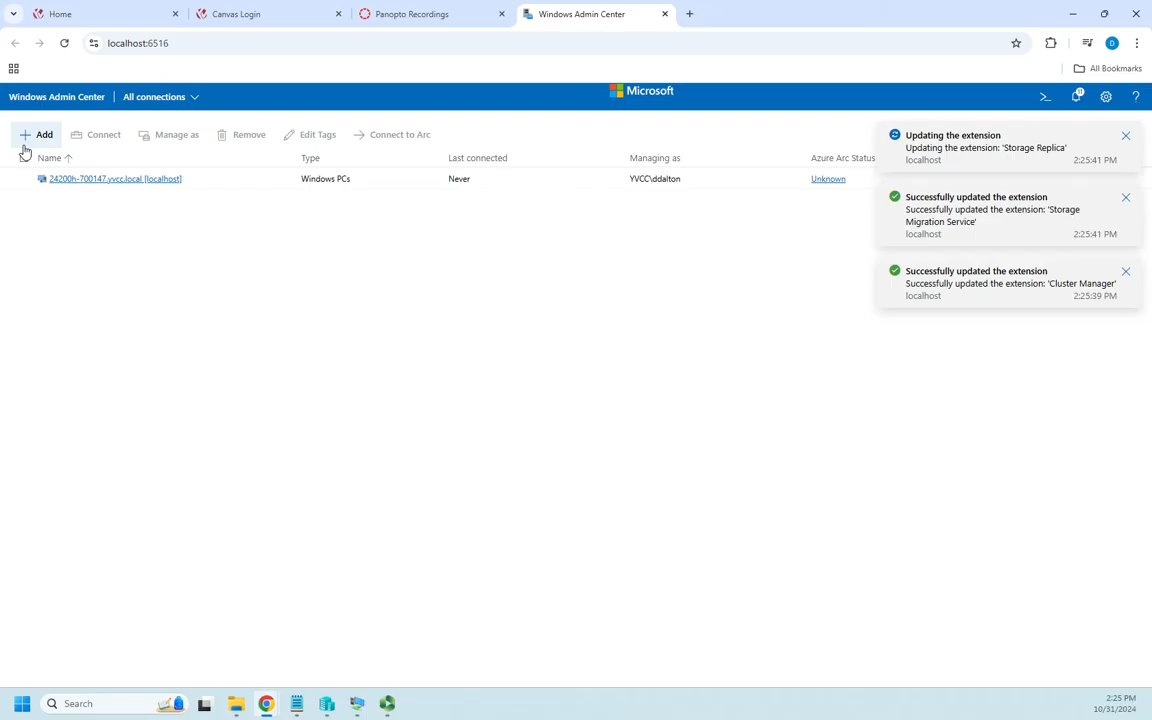 Home
Canvas Login
Panopto Recordings
Windows Admin Center
localhost:6516
D
All Bookmarks
Windows Admin Center
All connections
Microsoft
11
?
Add
Connect
Manage as
Remove
Edit Tags
Connect to Arc
Name
Type
Last connected
Managing as
Azure Arc Status
24200h-700147.yvcc.local [localhost]
Windows PCs
Never
YVCC\ddalton
Unknown
Updating the extension
Updating the extension: 'Storage Replica'
localhost
2:25:41 PM
Successfully updated the extension
Successfully updated the extension: 'Storage
Migration Service'
localhost
2:25:41 PM
Successfully updated the extension
Successfully updated the extension: 'Cluster Manager'
localhost
2:25:39 PM
Search
2:25 PM
10/31/2024